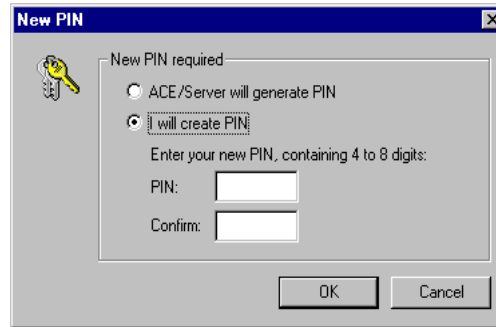 New PIN
New PIN required
ACE/Server will generate PIN
I will create PIN
Enter your new PIN, containing 4 to 8 digits:
PIN:
Confirm:
OK Cancel